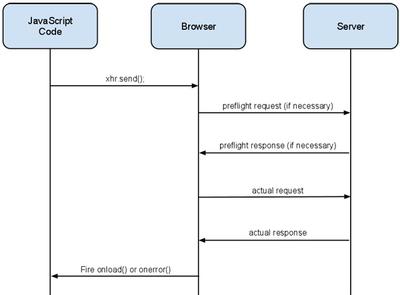 JavaScript
Code
Browser
Server
xhr.send();
preflight request (if necessary)
preflight response (if necessary)
actual request
actual response
Fire onload() or onerror()